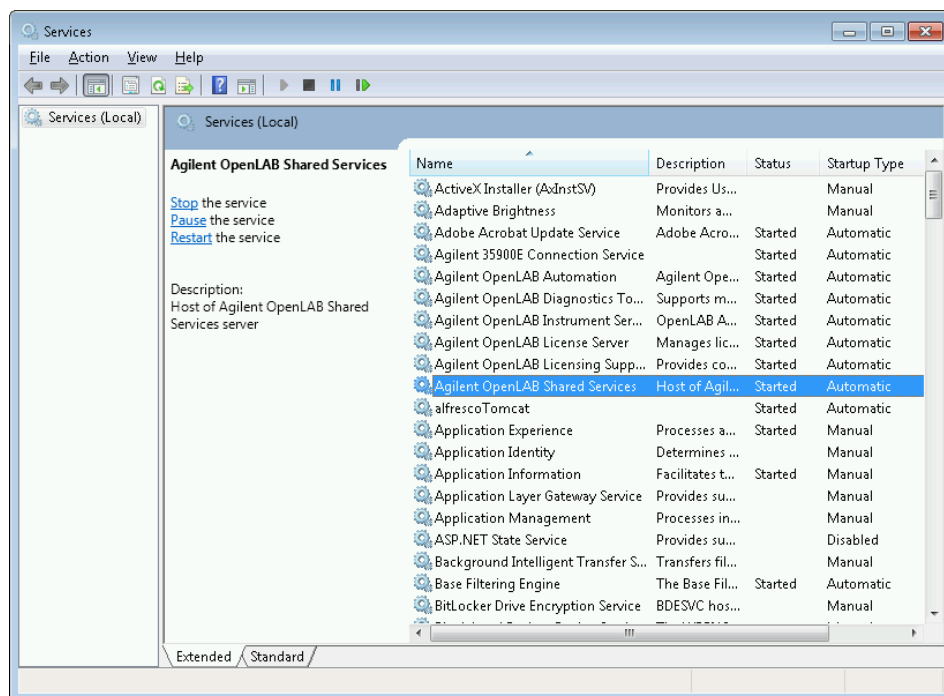 Services
File Action View Help
Services (Local)
Services (Local)
Agilent OpenLAB Shared Services
Stop the service
Pause the service
Restart the service
Description:
Host of Agilent OpenLAB Shared
Services server
Name Description Status Startup Type
ActiveX Installer (AxInstSV) Provides Us... Manual
Adaptive Brightness Monitors a... Manual
Adobe Acrobat Update Service Adobe Acro... Started Automatic
Agilent 35900E Connection Service Started Automatic
Agilent OpenLAB Automation Agilent Ope... Started Automatic
Agilent OpenLAB Diagnostics To... Supports m... Started Automatic
Agilent OpenLAB Instrument Ser... OpenLAB A... Started Automatic
Agilent OpenLAB License Server Manages lic... Started Automatic
Agilent OpenLAB Licensing Supp... Provides co... Started Automatic
Agilent OpenLAB Shared Services Host of Agil... Started Automatic
alfrescoTomcat Started Automatic
Application Experience Processes a... Started Manual
Application Identity Determines ... Manual
Application Information Facilitates t... Started Manual
Application Layer Gateway Service Provides su... Manual
Application Management Processes in... Manual
ASP.NET State Service Provides su... Disabled
Background Intelligent Transfer S... Transfers fil... Manual
Base Filtering Engine The Base Fil... Started Automatic
BitLocker Drive Encryption Service BDESVC hos... Manual
Extended Standard